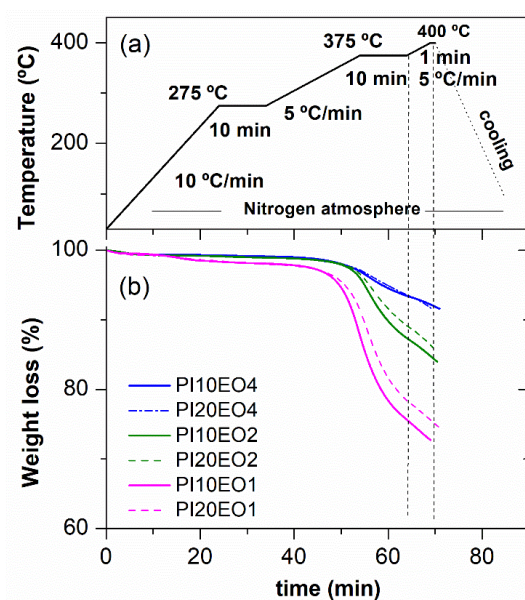 (a)
400 ºC
375 ºC
1 min
10 min
5 ºC/min
275 ºC
10 min
5 ºC/min
10 ºC/min
cooling
Nitrogen atmosphere
400
200
Temperature (ºC)
(b)
100
80
60
Weight loss (%)
PI10EO4
PI20EO4
PI10EO2
PI20EO2
PI10EO1
PI20EO1
0
20
40
60
80
time (min)